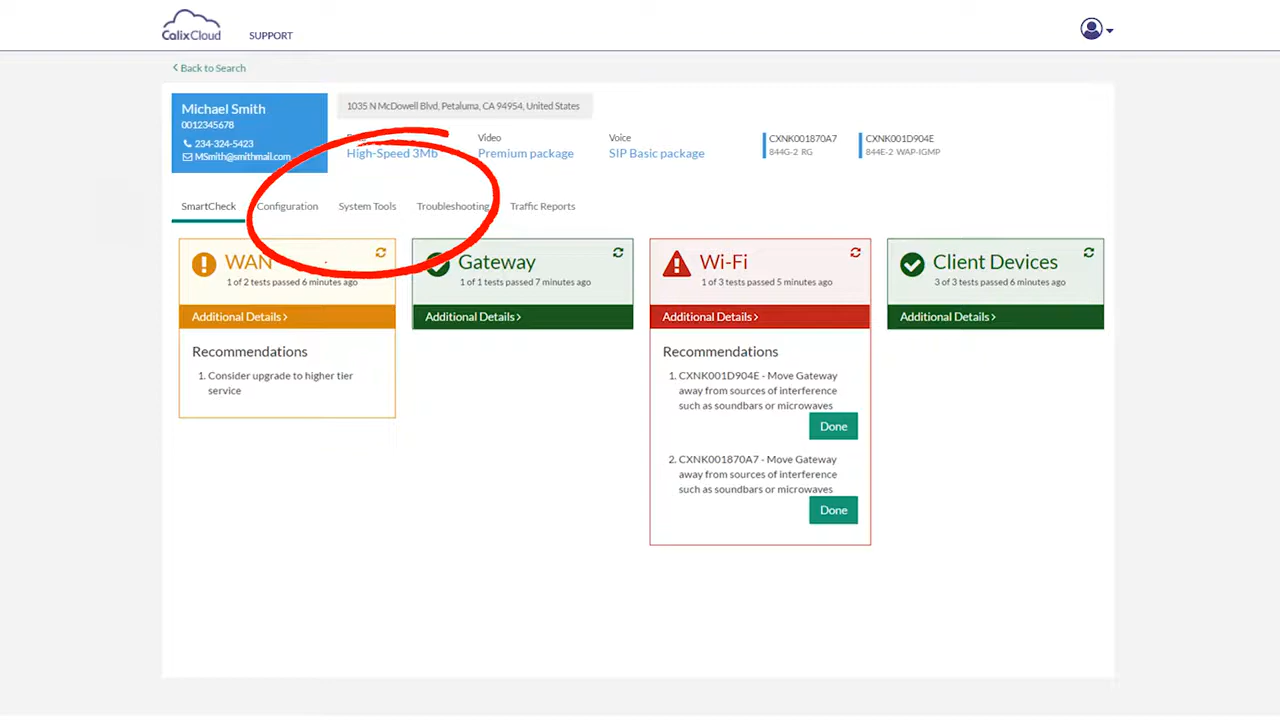 CalixCloud
SUPPORT
Back to Search
Michael Smith
0012345678
234-324-5423
MSmith@smithmail.com
1035 N McDowell Blvd, Petaluma, CA 94954, United States
Video
Voice
High-Speed 3Mb
Premium package
SIP Basic package
CXNK001870A7
844G-2 RG
CXNK001D904E
844E-2 WAP-IGMP
SmartCheck
Configuration
System Tools
Troubleshooting
Traffic Reports
WAN
1 of 2 tests passed 6 minutes ago
Additional Details
Recommendations
1. Consider upgrade to higher tier
service
Gateway
1 of 1 tests passed 7 minutes ago
Additional Details
Wi-Fi
1 of 3 tests passed 5 minutes ago
Additional Details
Recommendations
1. CXNK001D904E - Move Gateway
away from sources of interference
such as soundbars or microwaves
Done
2. CXNK001870A7 - Move Gateway
away from sources of interference
such as soundbars or microwaves
Done
Client Devices
3 of 3 tests passed 6 minutes ago
Additional Details